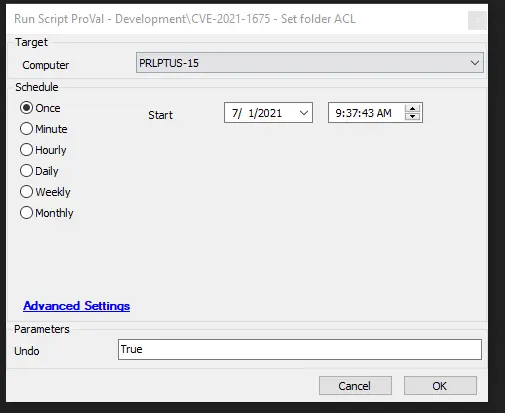 Run Script ProVal - Development\CVE-2021-1675 - Set folder ACL
Target
Computer PRLPTUS-15
Schedule
Once Start 7/ 1/2021 9:37:43 AM
Minute
Hourly
Daily
Weekly
Monthly
Advanced Settings
Parameters
Undo True
Cancel OK